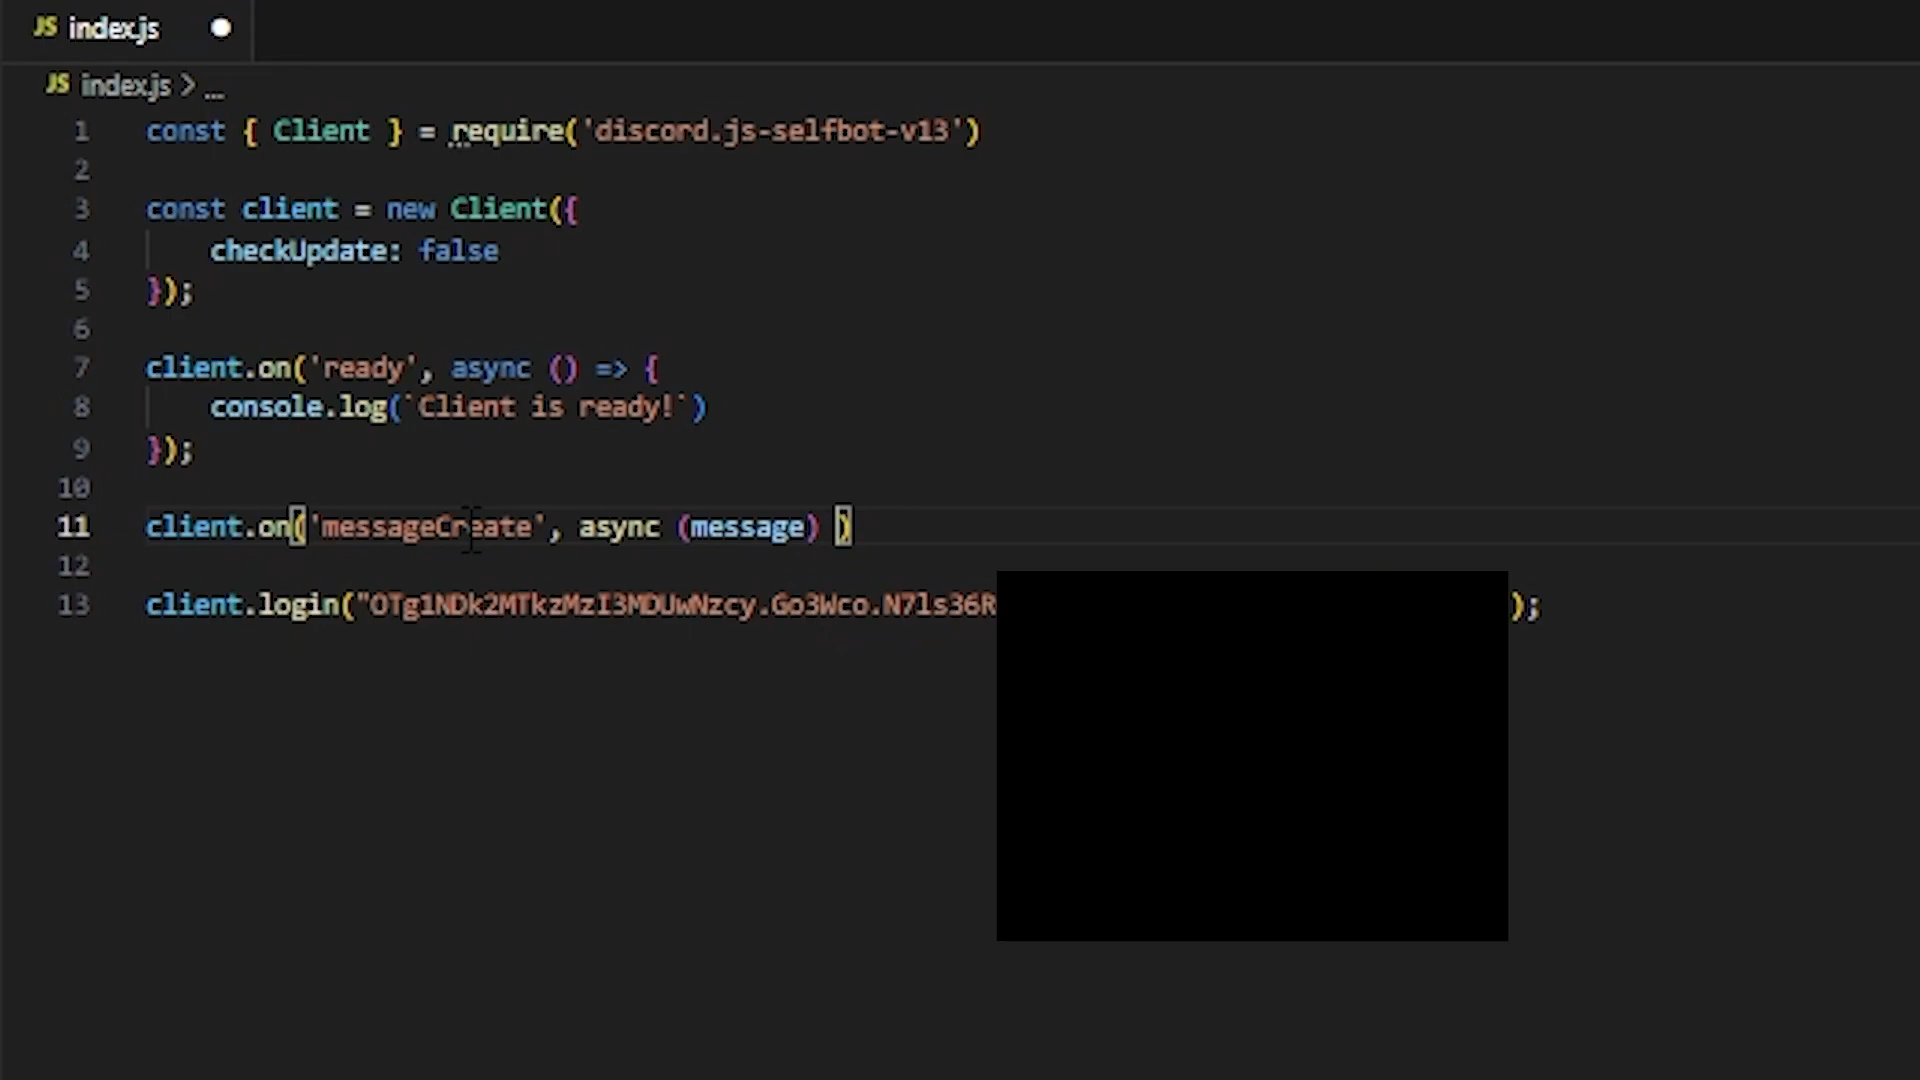 JS index.js
JS index.js > ...
1 const { Client } = require('discord.js-selfbot-v13')
2
3 const client = new Client({
4 checkUpdate: false
5 });
6
7 client.on('ready', async () => {
8 console.log(`Client is ready!`)
9 });
10
11 client.on('messageCreate', async (message) )
12
13 client.login("OTg1NDk2MTkzMzI3MDUwNzcy.Go3Wco.N7ls36R );